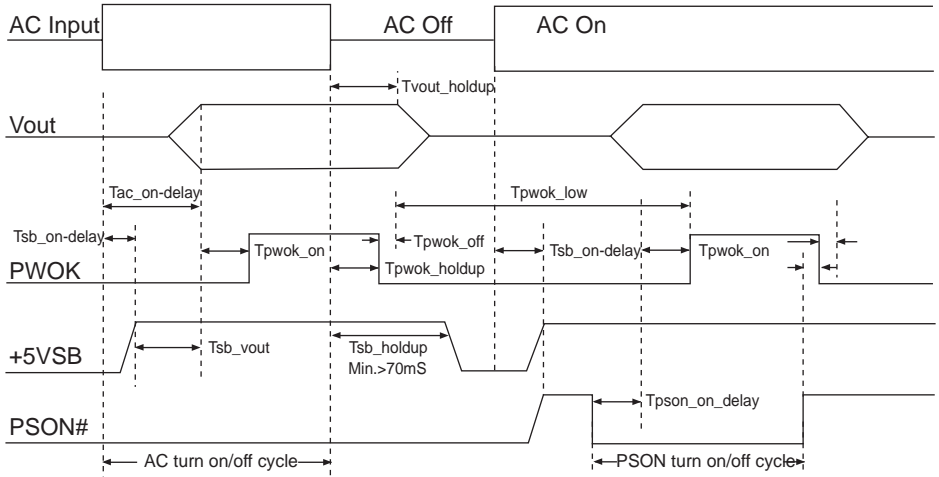 AC Input
AC Off
AC On
Tvout_holdup
Vout
Tac_on-delay
Tpwok_low
Tsb_on-delay
Tpwok_on
Tpwok_off
Tsb_on-delay
Tpwok_on
PWOK
Tpwok_holdup
+5VSB
Tsb_vout
Tsb_holdup
Min.>70mS
Tpson_on_delay
PSON#
AC turn on/off cycle
PSON turn on/off cycle